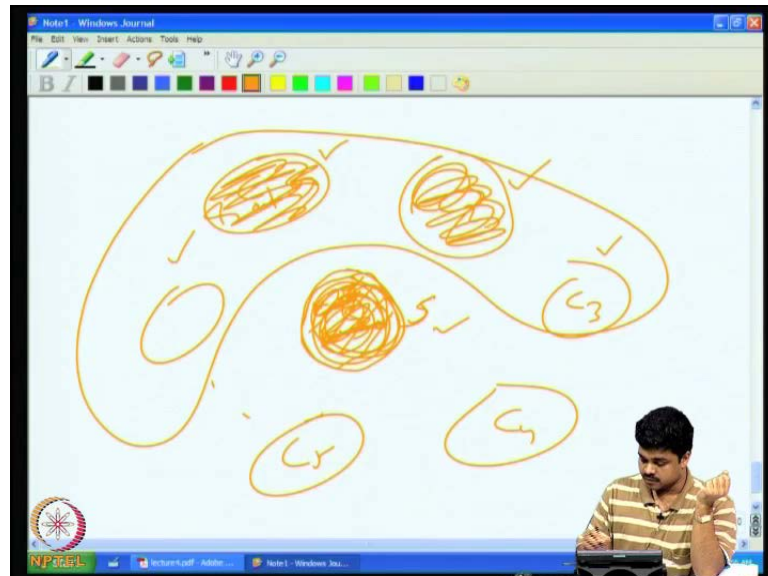 Note1 - Windows Journal
File Edit View Insert Actions Tools Help
B I
C3
S
C5
C4
NPTEL
lecture4.pdf - Adobe ...
Note1 - Windows Jou...